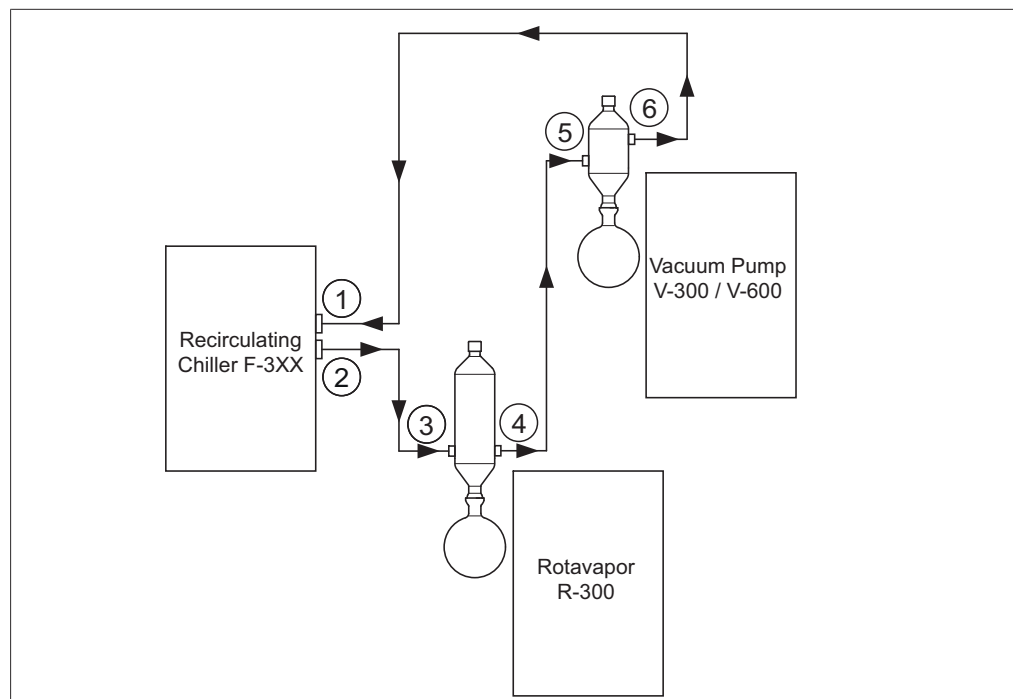 6
5
Vacuum Pump
V-300 / V-600
1
Recirculating
Chiller F-3XX
2
3
4
Rotavapor
R-300